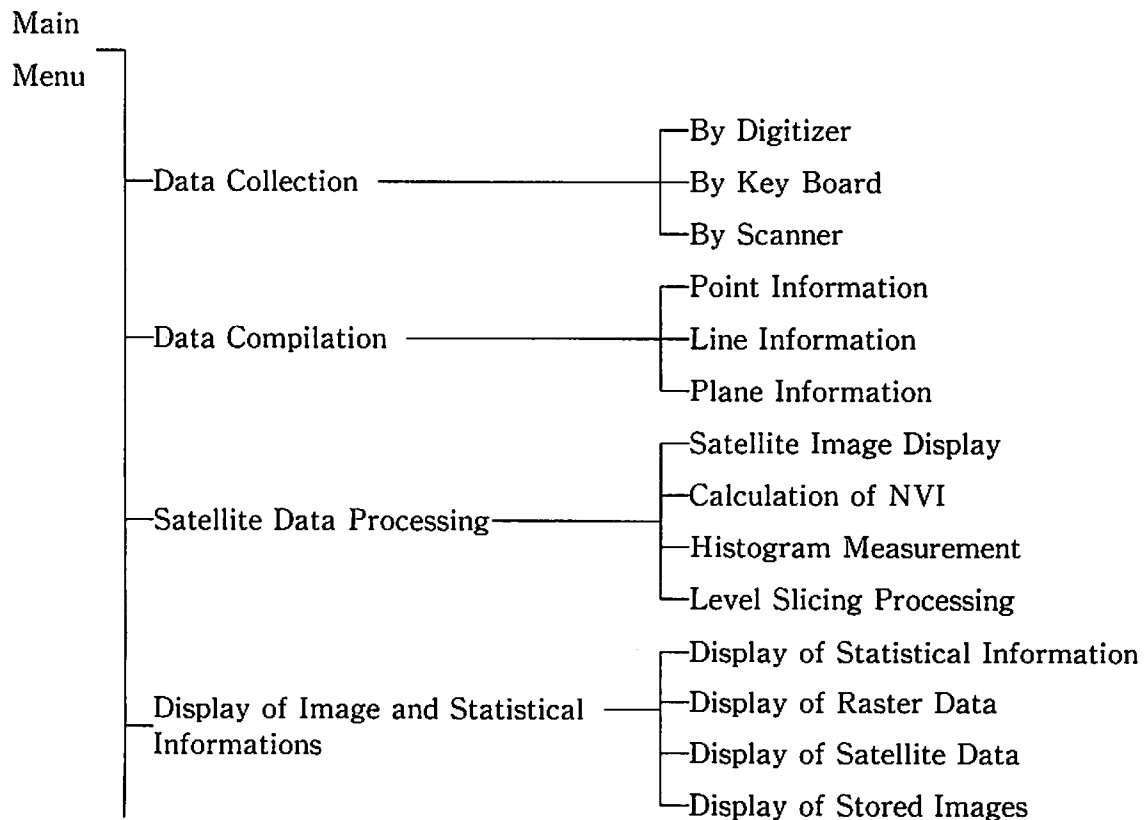 Main
Menu
By Digitizer
Data Collection
By Key Board
By Scanner
Point Information
Data Compilation
Line Information
Plane Information
Satellite Image Display
Calculation of NVI
Satellite Data Processing
Histogram Measurement
Level Slicing Processing
Display of Statistical Information
Display of Image and Statistical
Informations
Display of Raster Data
Display of Satellite Data
Display of Stored Images